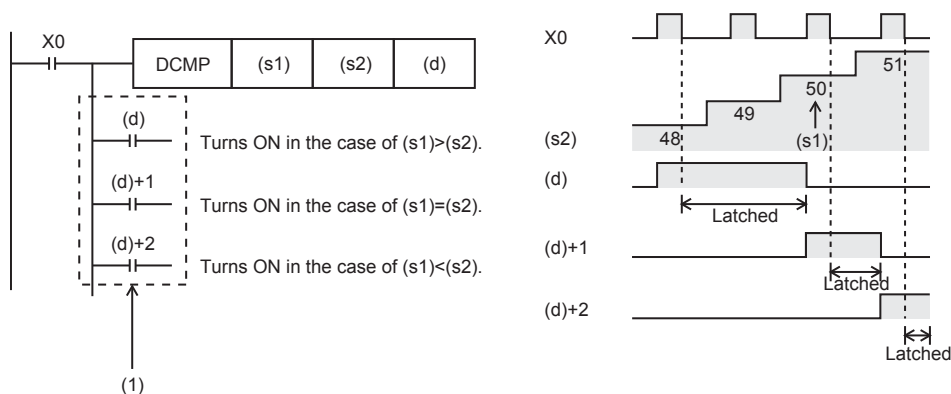 X0
DCMP (s1) (s2) (d)
(d)
Turns ON in the case of (s1)>(s2).
(d)+1
Turns ON in the case of (s1)=(s2).
(d)+2
Turns ON in the case of (s1)<(s2).
(1)
X0
51
50
49
(s2)
48
(s1)
(d)
Latched
(d)+1
Latched
(d)+2
Latched